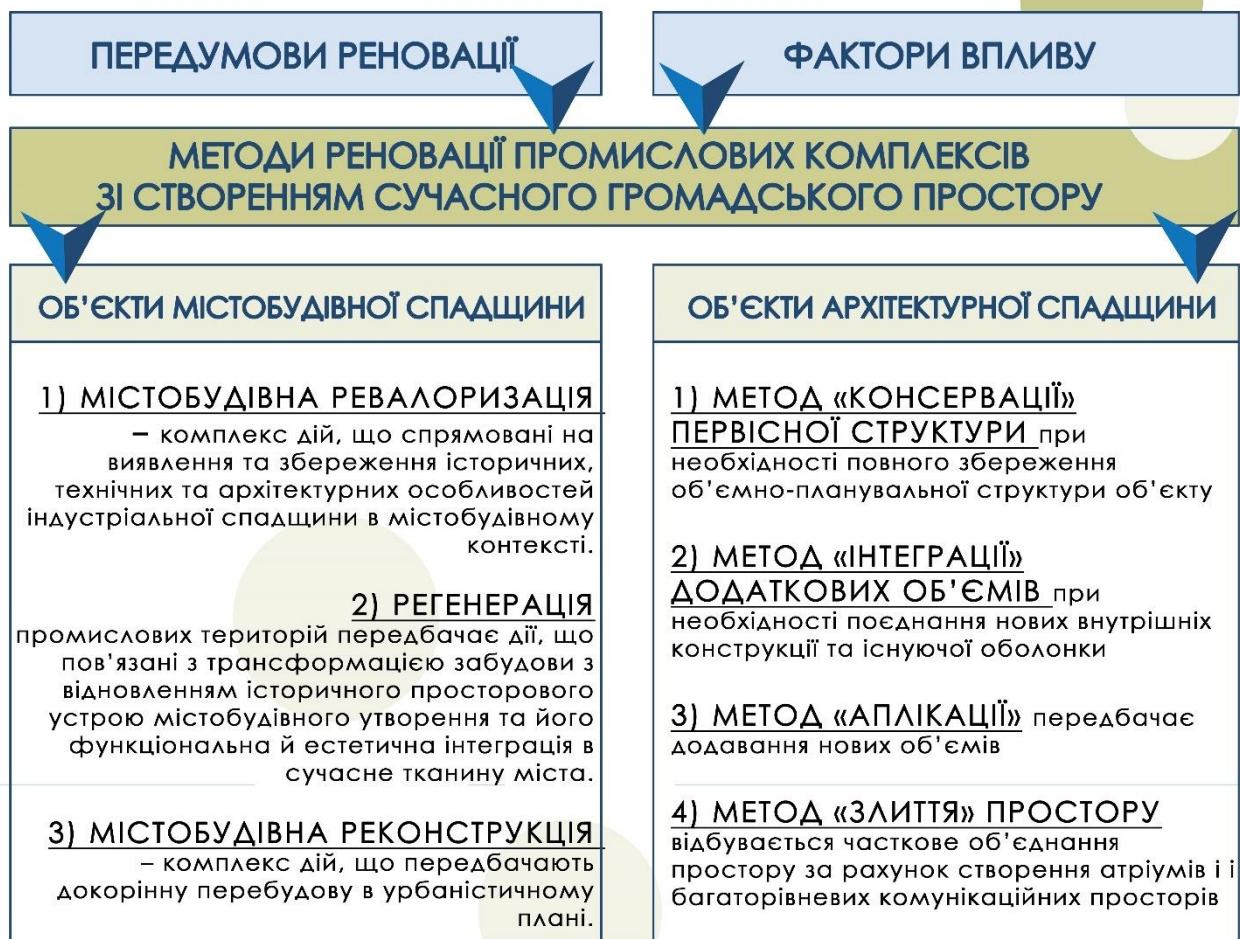 ПЕРЕДУМОВИ РЕНОВАЦІЇ
ФАКТОРИ ВПЛИВУ
МЕТОДИ РЕНОВАЦІЇ ПРОМИСЛОВИХ КОМПЛЕКСІВ
ЗІ СТВОРЕННЯМ СУЧАСНОГО ГРОМАДСЬКОГО ПРОСТОРУ
ОБ’ЄКТИ МІСТОБУДІВНОЇ СПАДЩИНИ
1) МІСТОБУДІВНА РЕВАЛОРИЗАЦІЯ
– комплекс дій, що спрямовані на
виявлення та збереження історичних,
технічних та архітектурних особливостей
індустріальної спадщини в містобудівному
контексті.
2) РЕГЕНЕРАЦІЯ
промислових територій передбачає дії, що
пов’язані з трансформацією забудови з
відновленням історичного просторового
устрою містобудівного утворення та його
функціональна й естетична інтеграція в
сучасне тканину міста.
3) МІСТОБУДІВНА РЕКОНСТРУКЦІЯ
– комплекс дій, що передбачають
докорінну перебудову в урбаністичному
плані.
ОБ’ЄКТИ АРХІТЕКТУРНОЇ СПАДЩИНИ
1) МЕТОД «КОНСЕРВАЦІЇ»
ПЕРВІСНОЇ СТРУКТУРИ при
необхідності повного збереження
об’ємно-планувальної структури об’єкту
2) МЕТОД «ІНТЕГРАЦІЇ»
ДОДАТКОВИХ ОБ’ЄМІВ при
необхідності поєднання нових внутрішніх
конструкції та існуючої оболонки
3) МЕТОД «АПЛІКАЦІЇ» передбачає
додавання нових об’ємів
4) МЕТОД «ЗЛИТТЯ» ПРОСТОРУ
відбувається часткове об’єднання
простору за рахунок створення атріумів і і
багаторівневих комунікаційних просторів